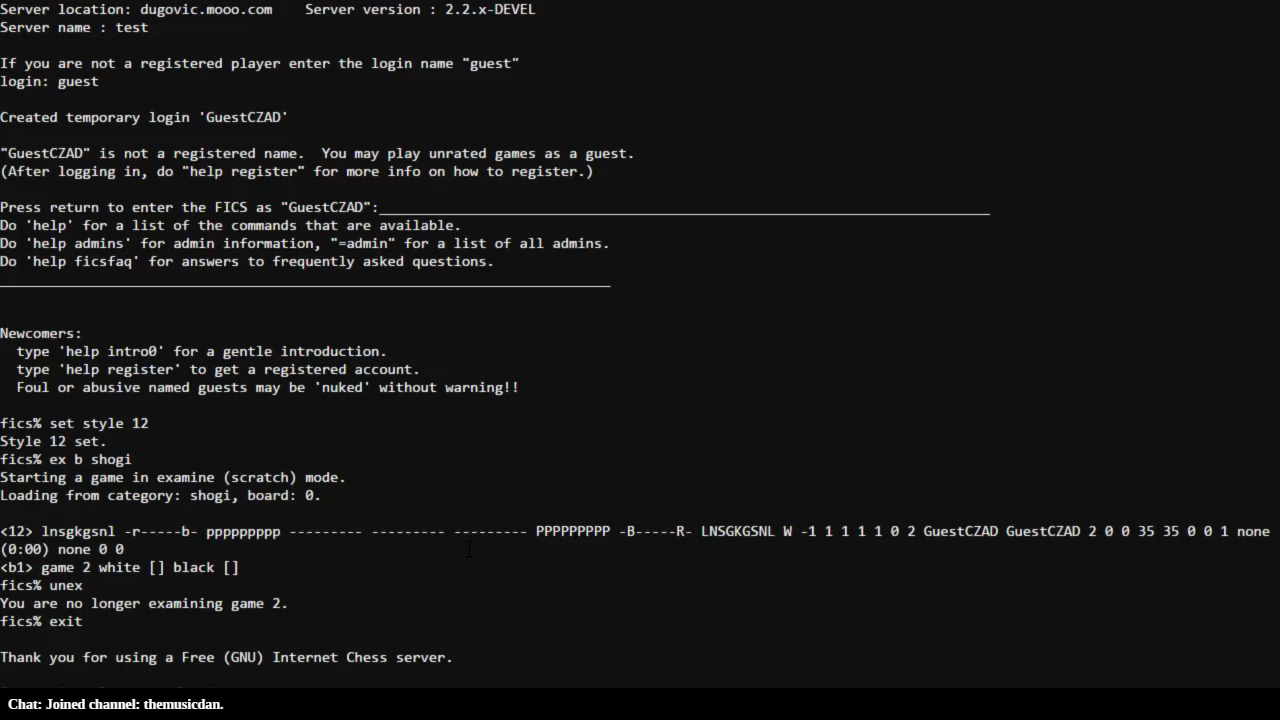 Server location: dugovic.mooo.com    Server version : 2.2.x-DEVEL
Server name : test
If you are not a registered player enter the login name "guest"
login: guest
Created temporary login 'GuestCZAD'
"GuestCZAD" is not a registered name.  You may play unrated games as a guest.
(After logging in, do "help register" for more info on how to register.)
Press return to enter the FICS as "GuestCZAD":
Do 'help' for a list of the commands that are available.
Do 'help admins' for admin information, "=admin" for a list of all admins.
Do 'help ficsfaq' for answers to frequently asked questions.
Newcomers:
  type 'help intro0' for a gentle introduction.
  type 'help register' to get a registered account.
  Foul or abusive named guests may be 'nuked' without warning!!
fics% set style 12
Style 12 set.
fics% ex b shogi
Starting a game in examine (scratch) mode.
Loading from category: shogi, board: 0.
<12> lnsgkgsnl -r-----b- ppppppppp --------- --------- --------- PPPPPPPPP -B-----R- LNSGKGSNL W -1 1 1 1 1 0 2 GuestCZAD GuestCZAD 2 0 0 35 35 0 0 1 none
(0:00) none 0 0
<b1> game 2 white [] black []
fics% unex
You are no longer examining game 2.
fics% exit
Thank you for using a Free (GNU) Internet Chess server.
Chat: Joined channel: themusicdan.